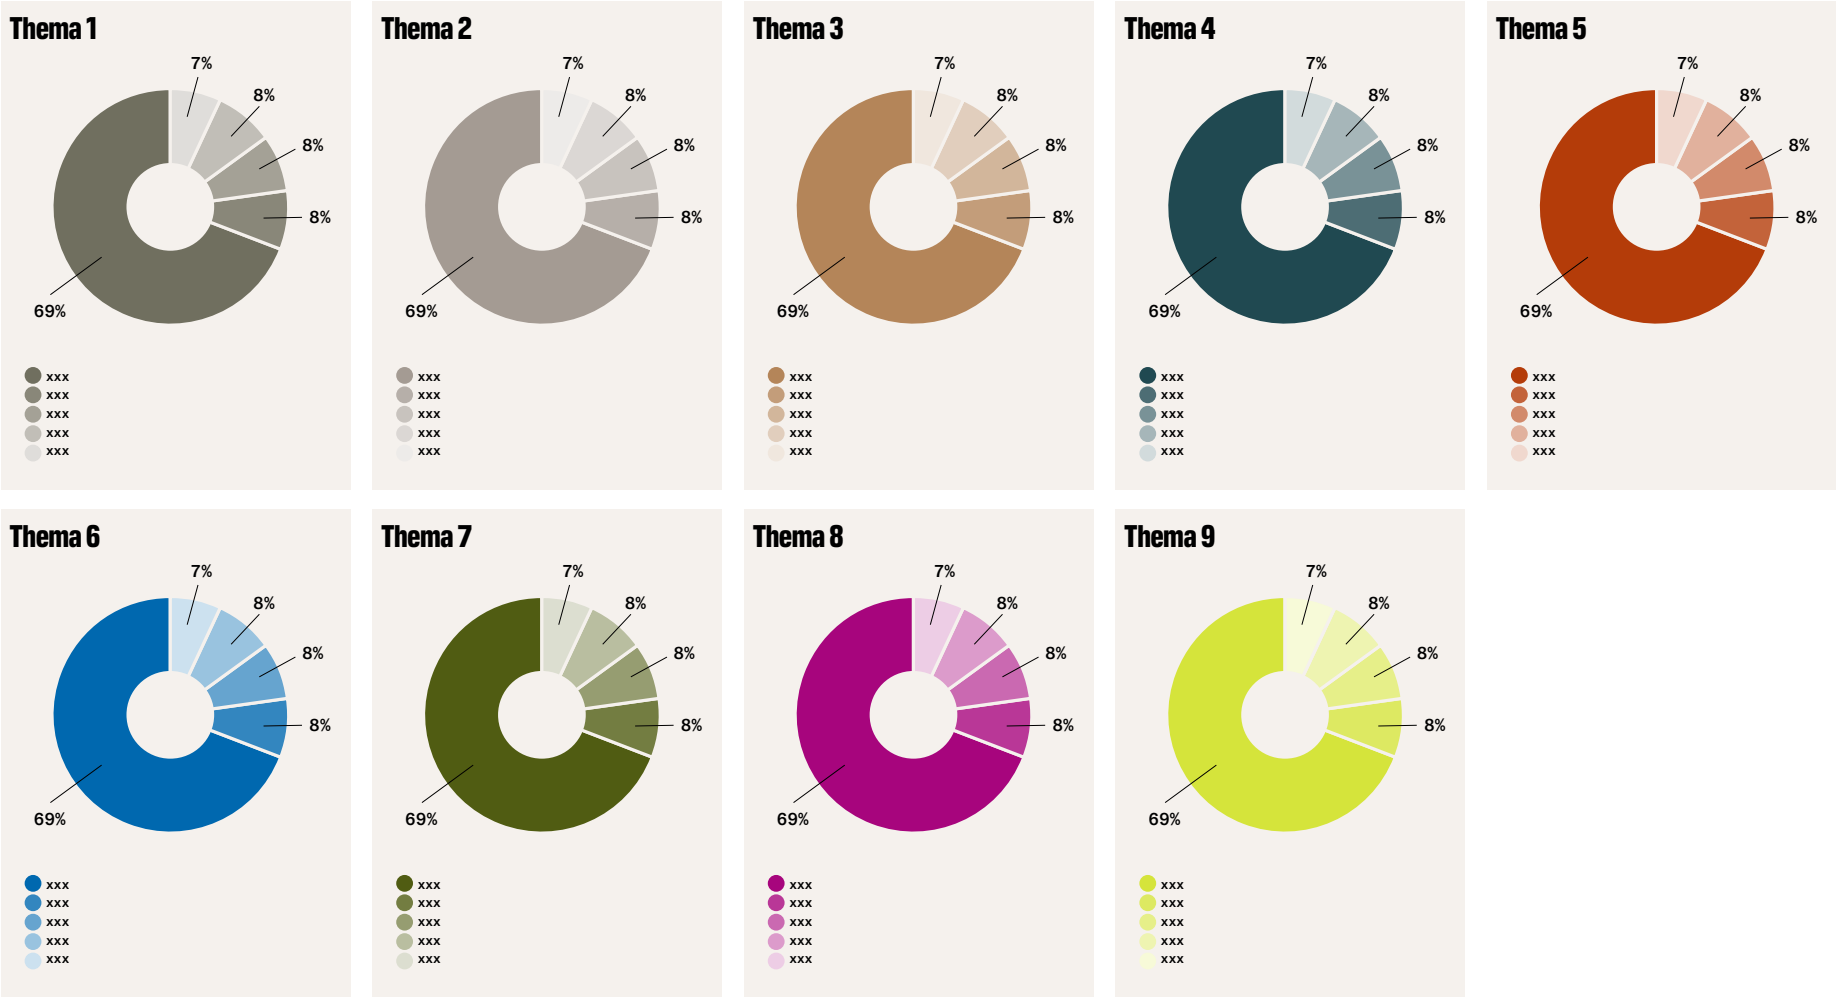 Thema 1
7%
8%
8%
8%
69%
xxx
xxx
xxx
xxx
xxx
Thema 2
7%
8%
8%
8%
69%
xxx
xxx
xxx
xxx
xxx
Thema 3
7%
8%
8%
8%
69%
xxx
xxx
xxx
xxx
xxx
Thema 4
7%
8%
8%
8%
69%
xxx
xxx
xxx
xxx
xxx
Thema 5
7%
8%
8%
8%
69%
xxx
xxx
xxx
xxx
xxx
Thema 6
7%
8%
8%
8%
69%
xxx
xxx
xxx
xxx
xxx
Thema 7
7%
8%
8%
8%
69%
xxx
xxx
xxx
xxx
xxx
Thema 8
7%
8%
8%
8%
69%
xxx
xxx
xxx
xxx
xxx
Thema 9
7%
8%
8%
8%
69%
xxx
xxx
xxx
xxx
xxx